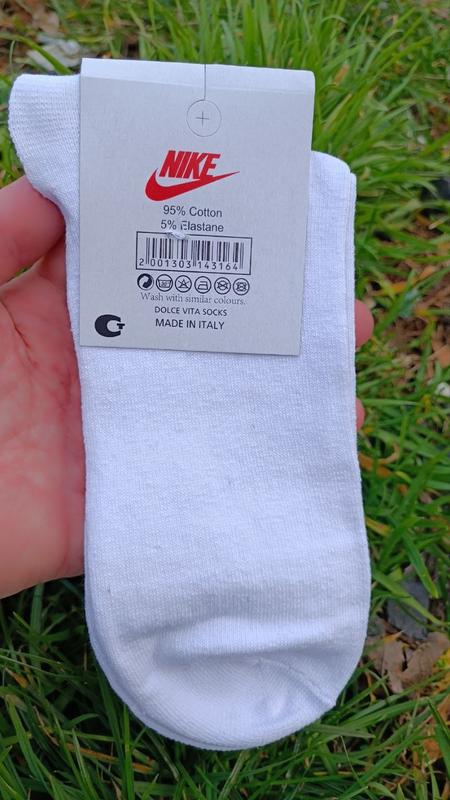 NIKE
95% Cotton
5% Elastane
2 001303 143164
Wash with similar colours.
DOLCE VITA SOCKS
MADE IN ITALY